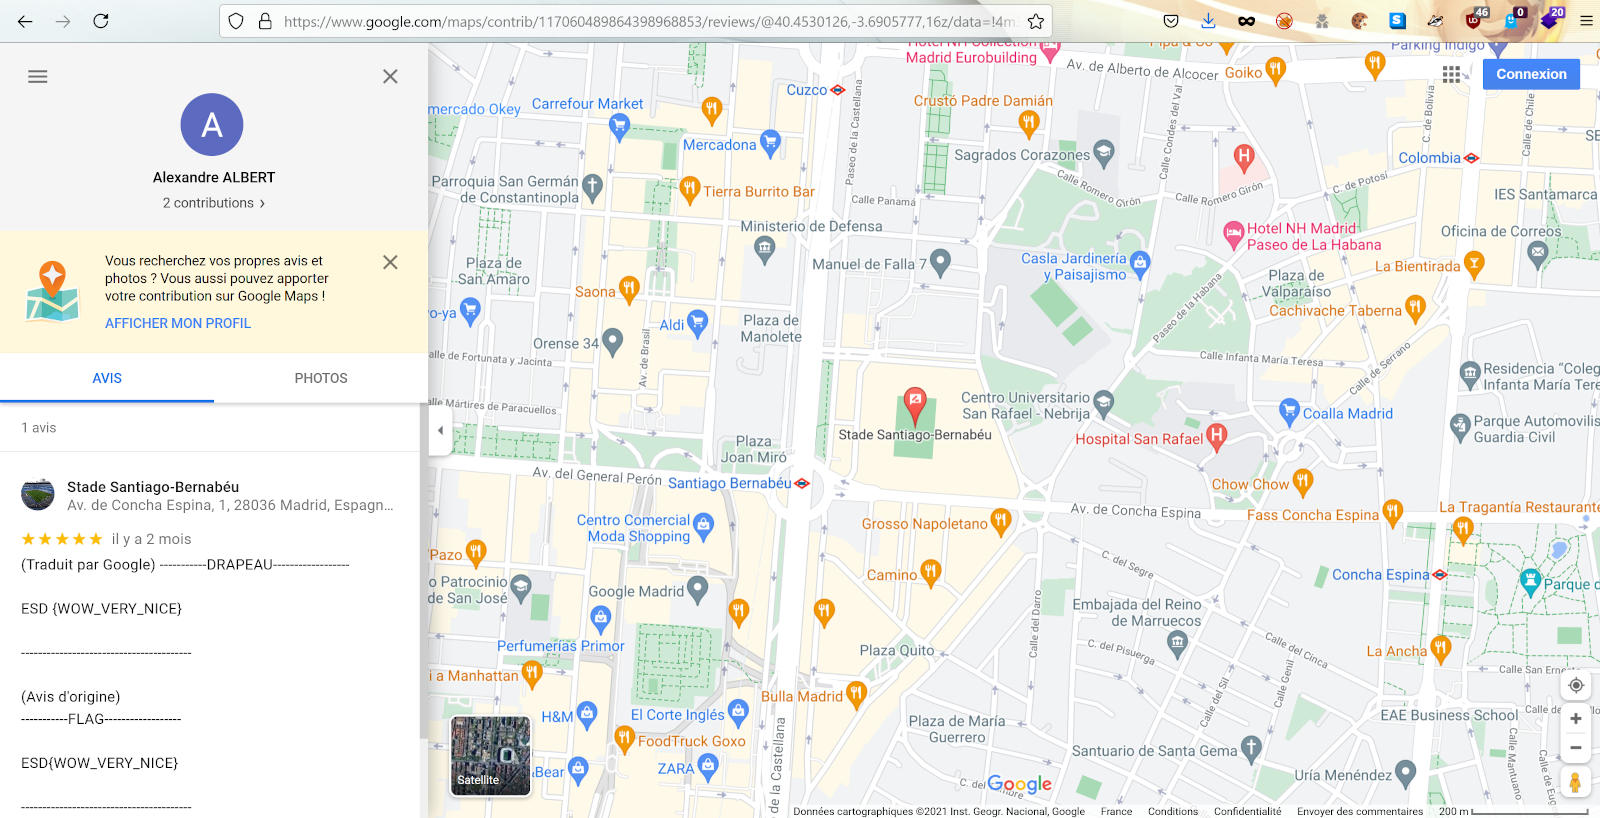 https://www.google.com/maps/contrib/117060489864398968853/reviews/@40.4530126,-3.6905777,16z/data=!4m
46
0
20
Alexandre ALBERT
2 contributions
Vous recherchez vos propres avis et
photos ? Vous aussi pouvez apporter
votre contribution sur Google Maps !
AFFICHER MON PROFIL
AVIS
PHOTOS
1 avis
Stade Santiago-Bernabéu
Av. de Concha Espina, 1, 28036 Madrid, Espagn...
il y a 2 mois
(Traduit par Google) -----------DRAPEAU------------------
ESD {WOW_VERY_NICE}
----------------------------------------
(Avis d'origine)
-----------FLAG------------------
ESD{WOW_VERY_NICE}
----------------------------------------
Hotel NH Collection
Madrid Eurobuilding
Pipa & Co
Parking Indigo
Av. de Alberto de Alcocer
Goiko
Connexion
Cuzco
mercado Okey
Carrefour Market
Crustó Padre Damián
Mercadona
Sagrados Corazones
Paseo de la Castellana
Calle Condes del Val
C. de Bolivia
Calle de Chile
Colombia
Parroquia San Germán
de Constantinopla
Tierra Burrito Bar
Calle Panamá
Calle Romero Girón
Calle Romero Girón
C. de Potosí
IES Santamarca
Ministerio de Defensa
Hotel NH Madrid
Paseo de La Habana
Oficina de Correos
Plaza de
San Amaro
Manuel de Falla 7
Casla Jardinería
y Paisajismo
La Bientirada
Plaza de
Valparaíso
Saona
Paseo de la Habana
Cachivache Taberna
o-ya
Aldi
Plaza de
Manolete
Orense 34
Av. de Brasil
Calle de Fortunata y Jacinta
Calle Infanta María Teresa
Calle de Serrano
Residencia “Coleg
Infanta María Tere
Calle Mártires de Paracuellos
Centro Universitario
San Rafael - Nebrija
Coalla Madrid
Stade Santiago-Bernabéu
Hospital San Rafael
Parque Automovilis
Guardia Civil
Plaza
Joan Miró
Av. del General Perón
Santiago Bernabéu
Chow Chow
Av. de Concha Espina
Fass Concha Espina
La Tragantía Restaurante
Centro Comercial
Moda Shopping
Grosso Napoletano
'Pazo
Camino
C. de Segre
Concha Espina
Parque d
o Patrocinio
de San José
Google Madrid
Calle del Darro
Embajada del Reino
de Marruecos
Perfumerías Primor
Plaza Quito
C. del Pisuerga
Calle del Cinca
Calle Genil
La Ancha
Calle San Ernesto
i a Manhattan
Bulla Madrid
Calle del Sil
H&M
El Corte Inglés
Plaza de María
Guerrero
EAE Business School
FoodTruck Goxo
Santuario de Santa Gema
Bear
ZARA
Uría Menéndez
Calle de Mantuano
de la Castellana
Satellite
Google
Données cartographiques ©2021 Inst. Geogr. Nacional, Google
France
Conditions
Confidentialité
Envoyer des commentaires
200 m